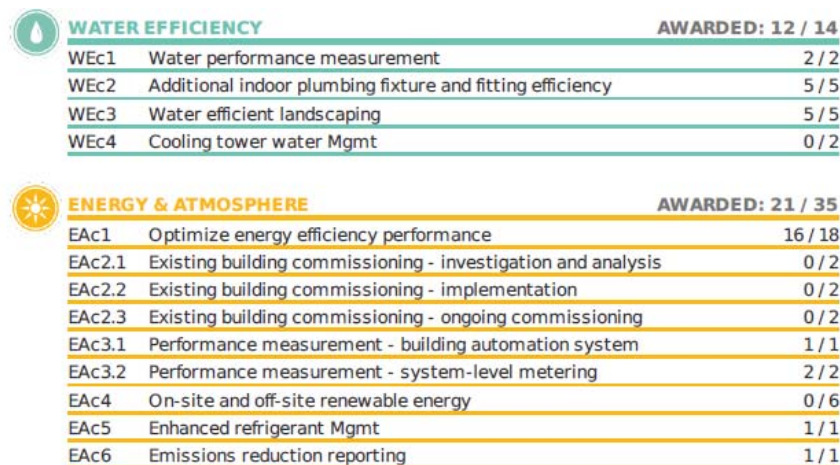 WATER EFFICIENCY AWARDED: 12 / 14
WEc1 Water performance measurement 2 / 2
WEc2 Additional indoor plumbing fixture and fitting efficiency 5 / 5
WEc3 Water efficient landscaping 5 / 5
WEc4 Cooling tower water Mgmt 0 / 2
ENERGY & ATMOSPHERE AWARDED: 21 / 35
EAc1 Optimize energy efficiency performance 16 / 18
EAc2.1 Existing building commissioning - investigation and analysis 0 / 2
EAc2.2 Existing building commissioning - implementation 0 / 2
EAc2.3 Existing building commissioning - ongoing commissioning 0 / 2
EAc3.1 Performance measurement - building automation system 1 / 1
EAc3.2 Performance measurement - system-level metering 2 / 2
EAc4 On-site and off-site renewable energy 0 / 6
EAc5 Enhanced refrigerant Mgmt 1 / 1
EAc6 Emissions reduction reporting 1 / 1